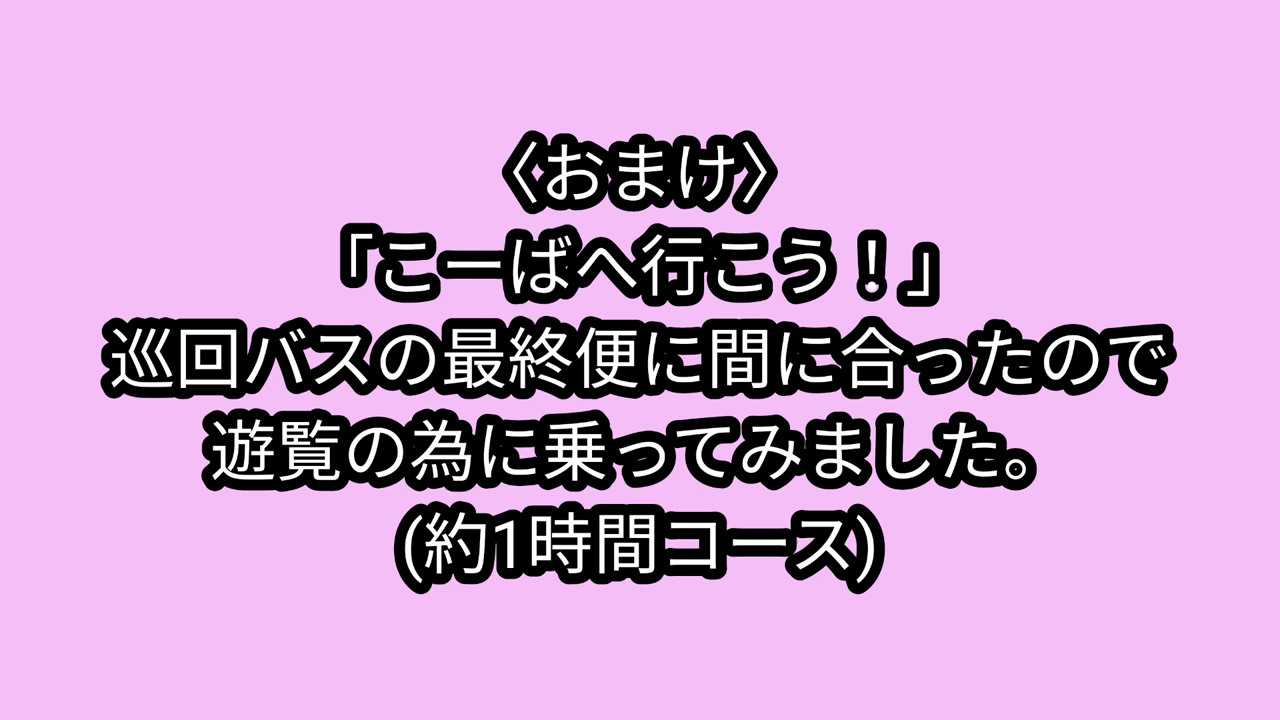 〈おまけ〉
「こーばへ行こう！」
巡回バスの最終便に間に合ったので
遊覧の為に乗ってみました。
(約1時間コース)